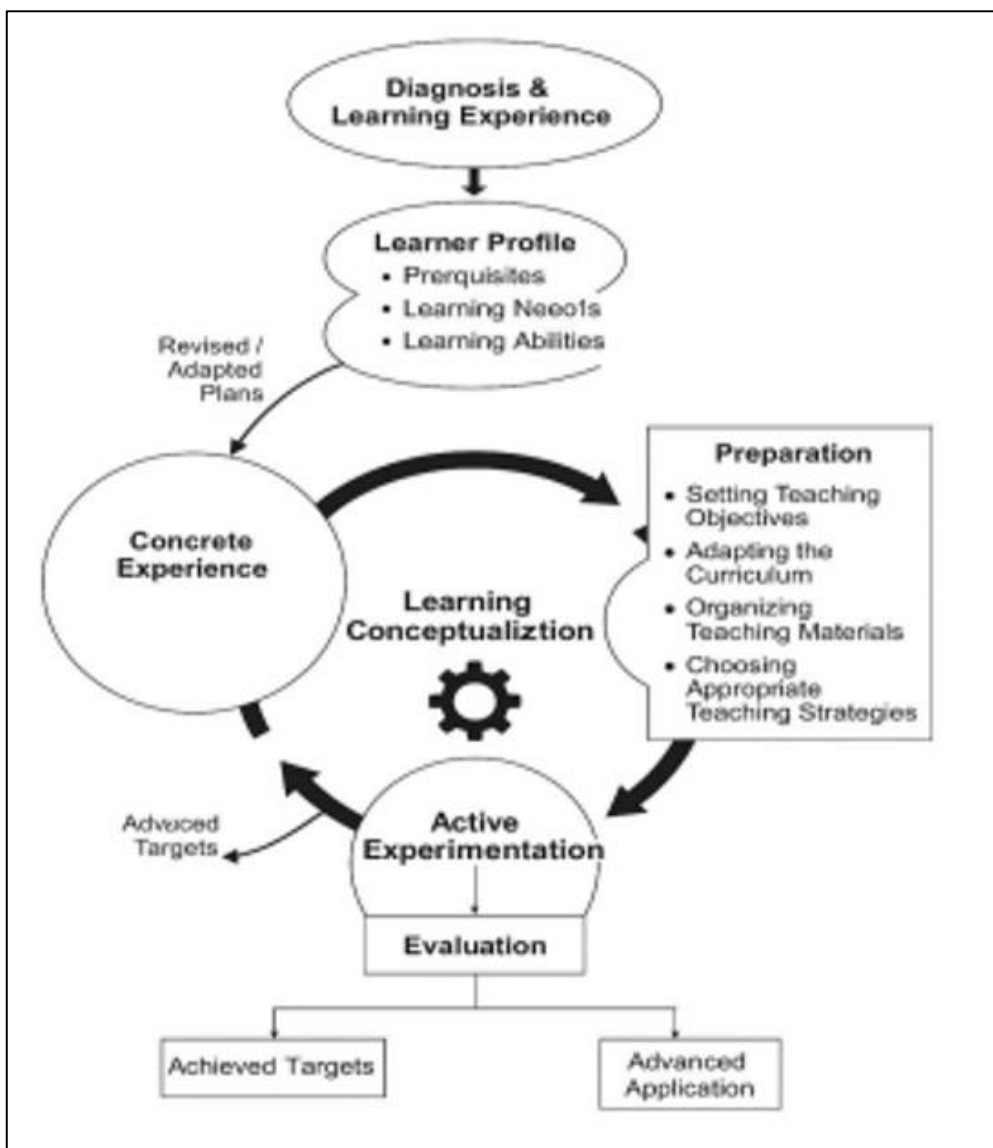 Diagnosis &
Learning Experience
Learner Profile
• Prerquisites
• Learning Neeo1s
• Learning Abilities
Revised /
Adapted
Plans
Concrete
Experience
Learning
Conceptualiztion
Preparation
• Setting Teaching
Objectives
• Adapting the
Curriculum
• Organizing
Teaching Materials
• Choosing
Appropriate
Teaching Strategies
Advuced
Targets
Active
Experimentation
Evaluation
Achieved Targets
Advanced
Application